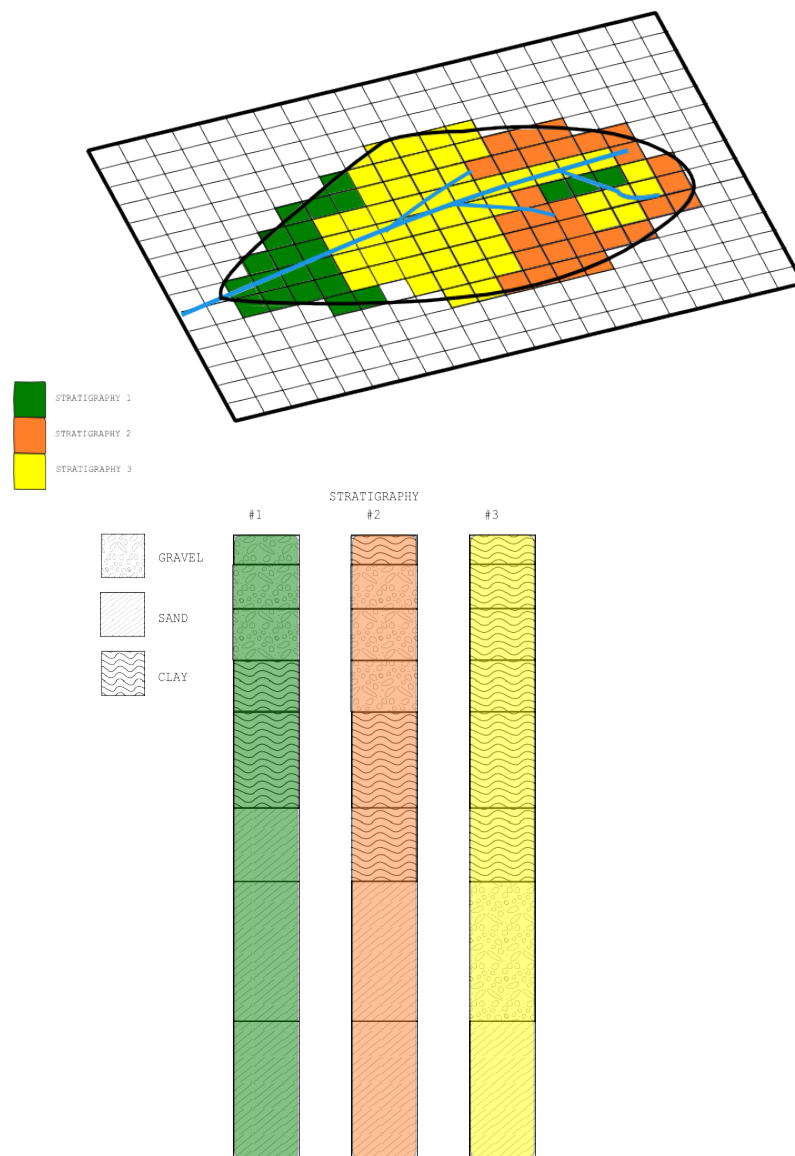 STRATIGRAPHY 1
STRATIGRAPHY 2
STRATIGRAPHY 3
STRATIGRAPHY
#1 #2 #3
GRAVEL
SAND
CLAY